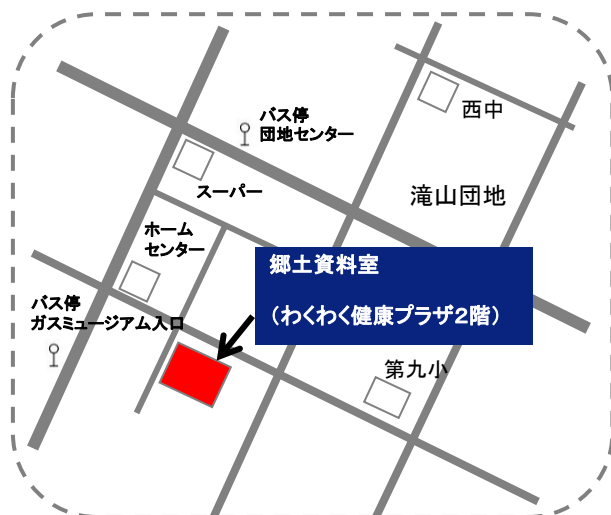 バス停
団地センター
西中
スーパー
滝山団地
ホーム
センター
郷土資料室
（わくわく健康プラザ２階）
バス停
ガスミュージアム入口
第九小